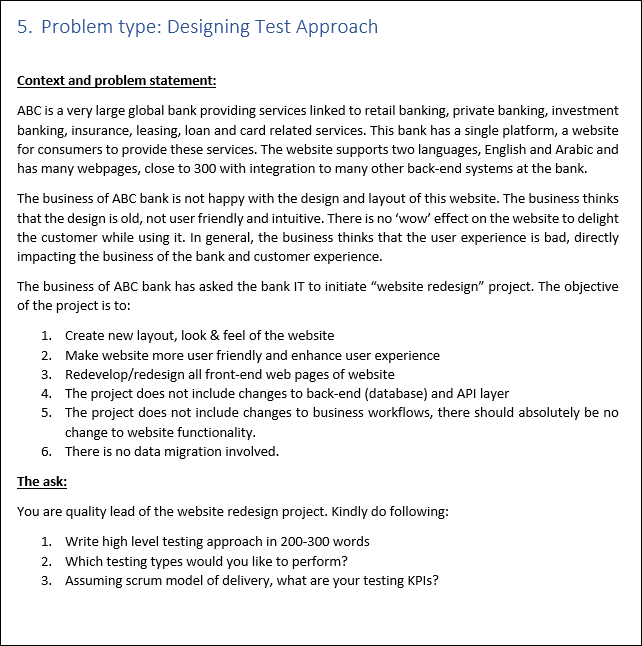 5. Problem type: Designing Test Approach
Context and problem statement:
ABC is a very large global bank providing services linked to retail banking, private banking, investment
banking, insurance, leasing, loan and card related services. This bank has a single platform, a website
for consumers to provide these services. The website supports two languages, English and Arabic and
has many webpages, close to 300 with integration to many other back-end systems at the bank.
The business of ABC bank is not happy with the design and layout of this website. The business thinks
that the design is old, not user friendly and intuitive. There is no ‘wow’ effect on the website to delight
the customer while using it. In general, the business thinks that the user experience is bad, directly
impacting the business of the bank and customer experience.
The business of ABC bank has asked the bank IT to initiate “website redesign” project. The objective
of the project is to:
1. Create new layout, look & feel of the website
2. Make website more user friendly and enhance user experience
3. Redevelop/redesign all front-end web pages of website
4. The project does not include changes to back-end (database) and API layer
5. The project does not include changes to business workflows, there should absolutely be no
change to website functionality.
6. There is no data migration involved.
The ask:
You are quality lead of the website redesign project. Kindly do following:
1. Write high level testing approach in 200-300 words
2. Which testing types would you like to perform?
3. Assuming scrum model of delivery, what are your testing KPIs?